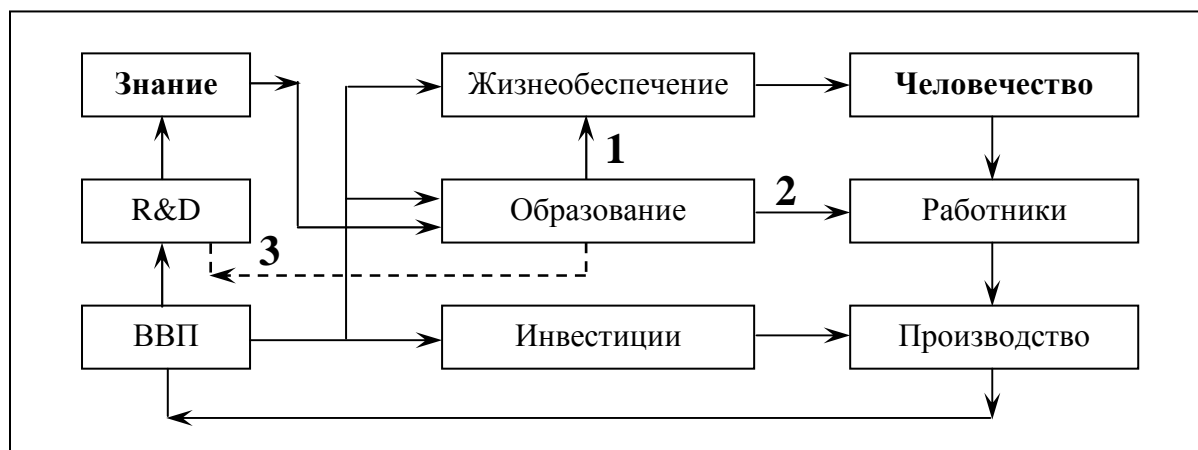 Знание
Жизнеобеспечение
Человечество
1
R&D
Образование
2
Работники
3
ВВП
Инвестиции
Производство